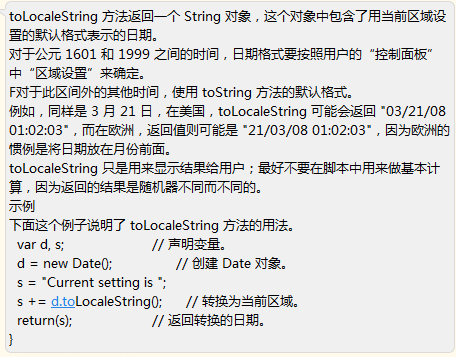 toLocaleString 方法返回一个 String 对象，这个对象中包含了用当前区域设
置的默认格式表示的日期。
对于公元 1601 和 1999 之间的时间，日期格式要按照用户的“控制面板”
中“区域设置”来确定。
F对于此区间外的其他时间，使用 toString 方法的默认格式。
例如，同样是 3 月 21 日，在美国，toLocaleString 可能会返回 "03/21/08
01:02:03"，而在欧洲，返回值则可能是 "21/03/08 01:02:03"，因为欧洲的
惯例是将日期放在月份前面。
toLocaleString 只是用来显示结果给用户；最好不要在脚本中用来做基本计
算，因为返回的结果是随机器不同而不同的。
示例
下面这个例子说明了 toLocaleString 方法的用法。
var d, s; // 声明变量。
d = new Date(); // 创建 Date 对象。
s = "Current setting is ";
s += d.toLocaleString(); // 转换为当前区域。
return(s); // 返回转换的日期。
}